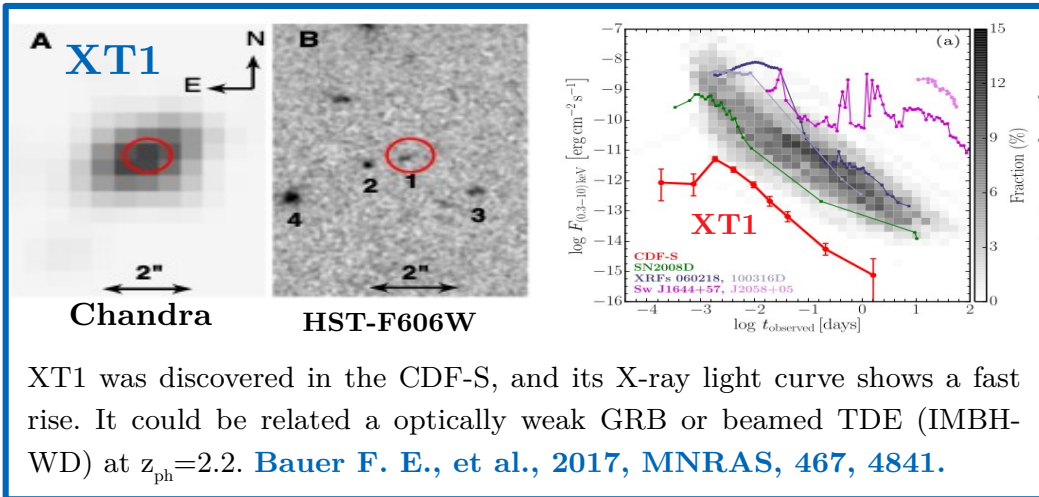 A
XT1
N
E
2"
Chandra
B
1
2
3
4
2"
HST-F606W
(a)
−7
−8
−9
−10
−11
−12
−13
−14
−15
−16
log F(0.3−10) keV [erg cm−2 s−1]
XT1
CDF-S
SN2008D
XRFs 060218, 100316D
Sw J1644+57, J2058+05
−4 −3 −2 −1 0 1 2
log tobserved [days]
15
12
9
6
3
0
Fraction (%)
XT1 was discovered in the CDF-S, and its X-ray light curve shows a fast
rise. It could be related a optically weak GRB or beamed TDE (IMBH-
WD) at zph=2.2. Bauer F. E., et al., 2017, MNRAS, 467, 4841.